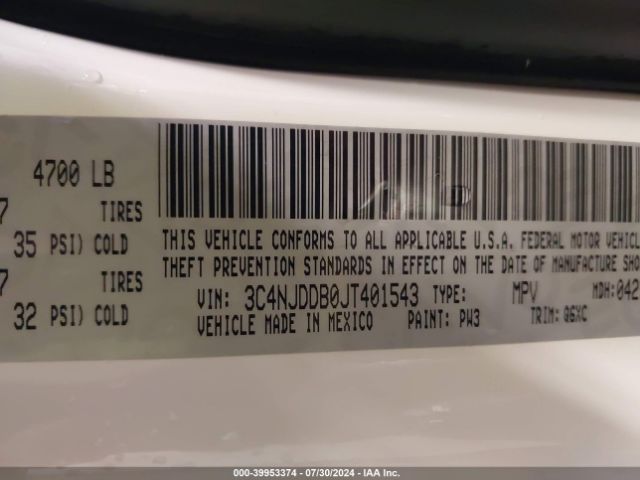 4700 LB
7 TIRES
35 PSI) COLD
7 TIRES
32 PSI) COLD
THIS VEHICLE CONFORMS TO ALL APPLICABLE U.S.A. FEDERAL MOTOR VEHICL
THEFT PREVENTION STANDARDS IN EFFECT ON THE DATE OF MANUFACTURE SHO
VIN: 3C4NJDDB0JT401543 TYPE: MPV MDH:042
VEHICLE MADE IN MEXICO PAINT: PW3 TRIM: Q6XC
000-39953374 | 07/30/2024 | IAA Inc.